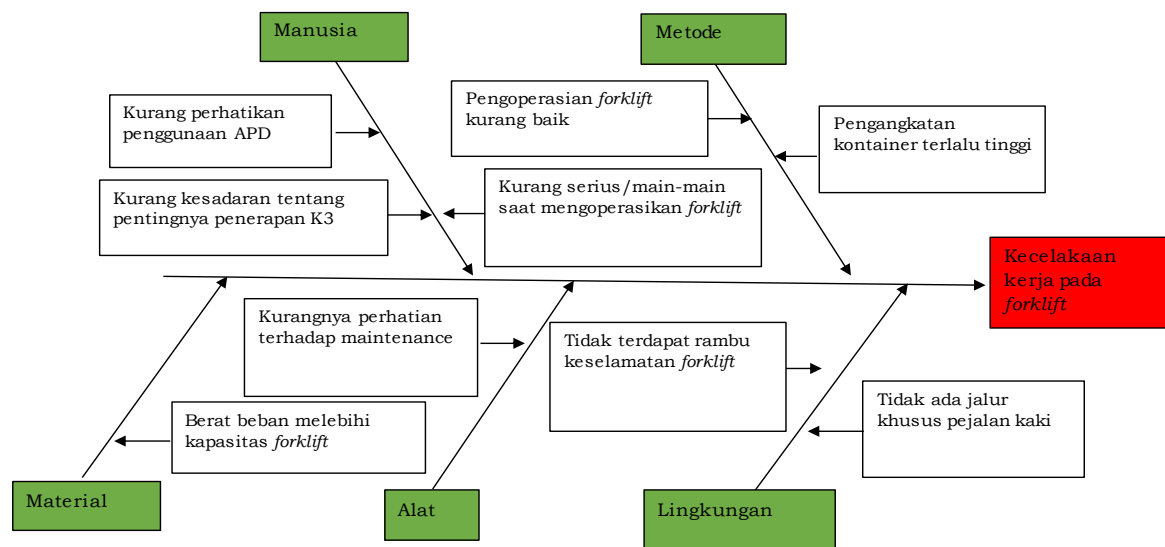 Manusia
Metode
Kurang perhatikan
penggunaan APD
Pengoperasian forklift
kurang baik
Pengangkatan
kontainer terlalu tinggi
Kurang kesadaran tentang
pentingnya penerapan K3
Kurang serius/main-main
saat mengoperasikan forklift
Kecelakaan
kerja pada
forklift
Kurangnya perhatian
terhadap maintenance
Tidak terdapat rambu
keselamatan forklift
Tidak ada jalur
khusus pejalan kaki
Berat beban melebihi
kapasitas forklift
Material
Alat
Lingkungan